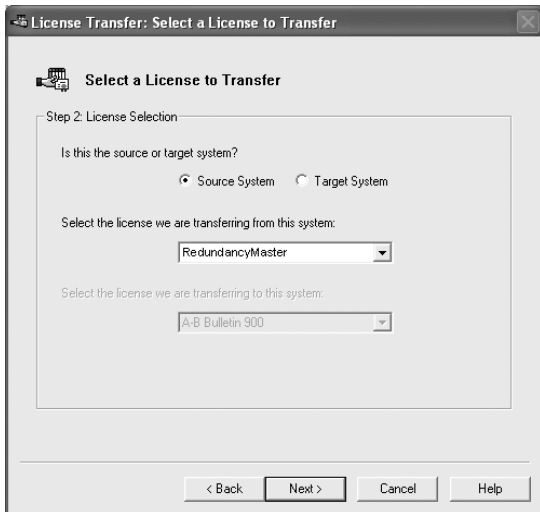 License Transfer: Select a License to Transfer
Select a License to Transfer
Step 2: License Selection
Is this the source or target system?
Source System Target System
Select the license we are transferring from this system:
RedundancyMaster
Select the license we are transferring to this system:
A-B Bulletin 900
< Back Next > Cancel Help